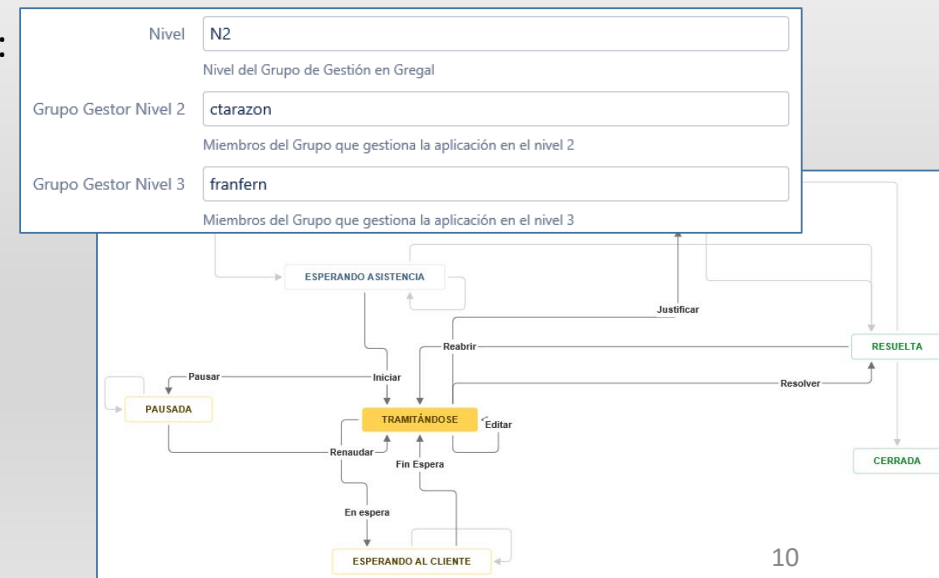 :
Nivel N2
Nivel del Grupo de Gestión en Gregal
Grupo Gestor Nivel 2 ctarazon
Miembros del Grupo que gestiona la aplicación en el nivel 2
Grupo Gestor Nivel 3 franfern
Miembros del Grupo que gestiona la aplicación en el nivel 3
ESPERANDO ASISTENCIA
Justificar
Reabrir
RESUELTA
Pausar
Iniciar
Resolver
PAUSADA
TRAMITÁNDOSE
Editar
Renaudar
Fin Espera
CERRADA
En espera
ESPERANDO AL CLIENTE
10